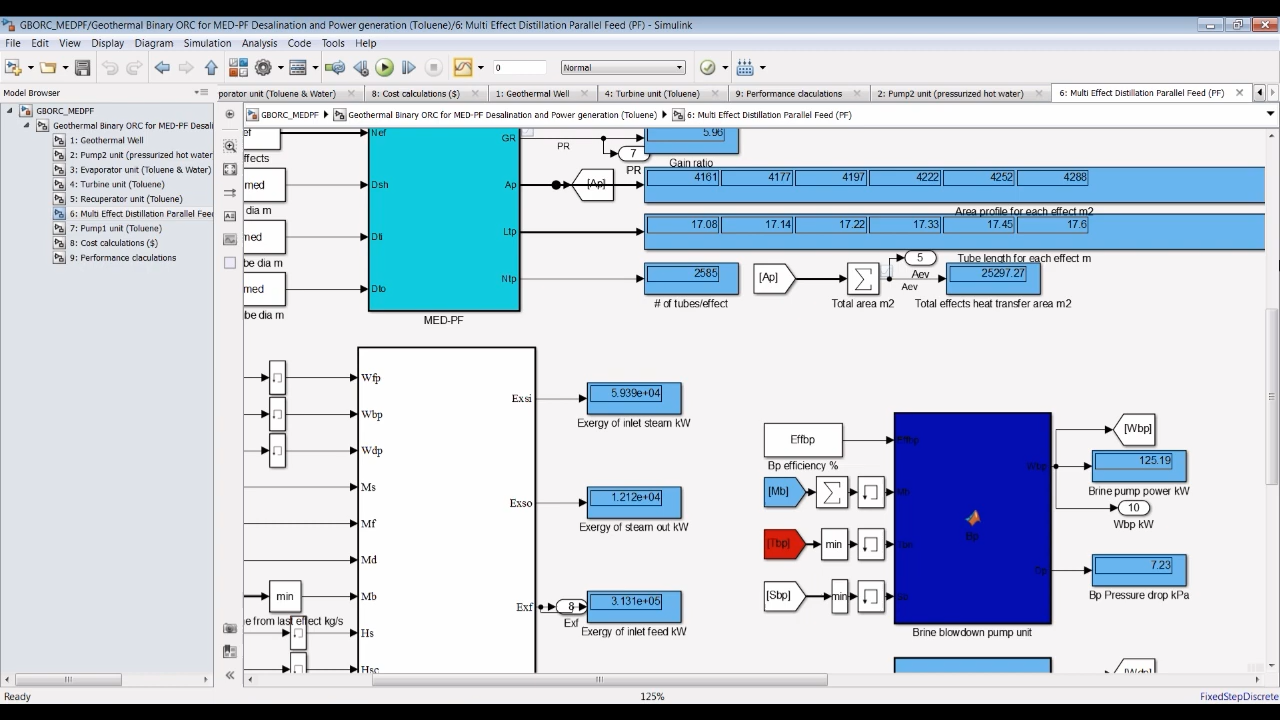 GBORC_MEDPF/Geothermal Binary ORC for MED-PF Desalination and Power generation (Toluene)/6: Multi Effect Distillation Parallel Feed (PF) - Simulink
File Edit View Display Diagram Simulation Analysis Code Tools Help
0 Normal
Model Browser
porator unit (Toluene & Water) 8: Cost calculations ($) 1: Geothermal Well 4: Turbine unit (Toluene) 9: Performance claculations 2: Pump2 unit (pressurized hot water) 6: Multi Effect Distillation Parallel Feed (PF)
GBORC_MEDPF Geothermal Binary ORC for MED-PF Desalination and Power generation (Toluene) 6: Multi Effect Distillation Parallel Feed (PF)
GBORC_MEDPF
Geothermal Binary ORC for MED-PF Desali
1: Geothermal Well
2: Pump2 unit (pressurized hot water
3: Evaporator unit (Toluene & Water)
4: Turbine unit (Toluene)
5: Recuperator unit (Toluene)
6: Multi Effect Distillation Parallel Feed
7: Pump1 unit (Toluene)
8: Cost calculations ($)
9: Performance claculations
ef
ffects
Nef
GR
PR
7
PR
5.96
Gain ratio
med
dia m
Dsh
Ap
[Ap]
4161 4177 4197 4222 4252 4288
Area profile for each effect m2
ned
be dia m
Dti
Ltp
17.08 17.14 17.22 17.33 17.45 17.6
Tube length for each effect m
med
be dia m
Dto
Ntp
2585
# of tubes/effect
[Ap]
Total area m2
5
Aev
Aev
25297.27
Total effects heat transfer area m2
MED-PF
Wfp
Wbp
Wdp
Ms
Mf
Md
min
Mb
e from last effect kg/s
Hs
Hsc
Exsi
5.939e+04
Exergy of inlet steam kW
Exso
1.212e+04
Exergy of steam out kW
Exf
8
Exf
3.131e+05
Exergy of inlet feed kW
Effbp
Bp efficiency %
Effbp
[Mb]
Mb
[Tbp]
min
[Sbp]
min
Bp
Wbp
Dp
Brine blowdown pump unit
[Wbp]
125.19
Brine pump power kW
10
Wbp kW
7.23
Bp Pressure drop kPa
[Wdp]
Ready
125%
FixedStepDiscrete